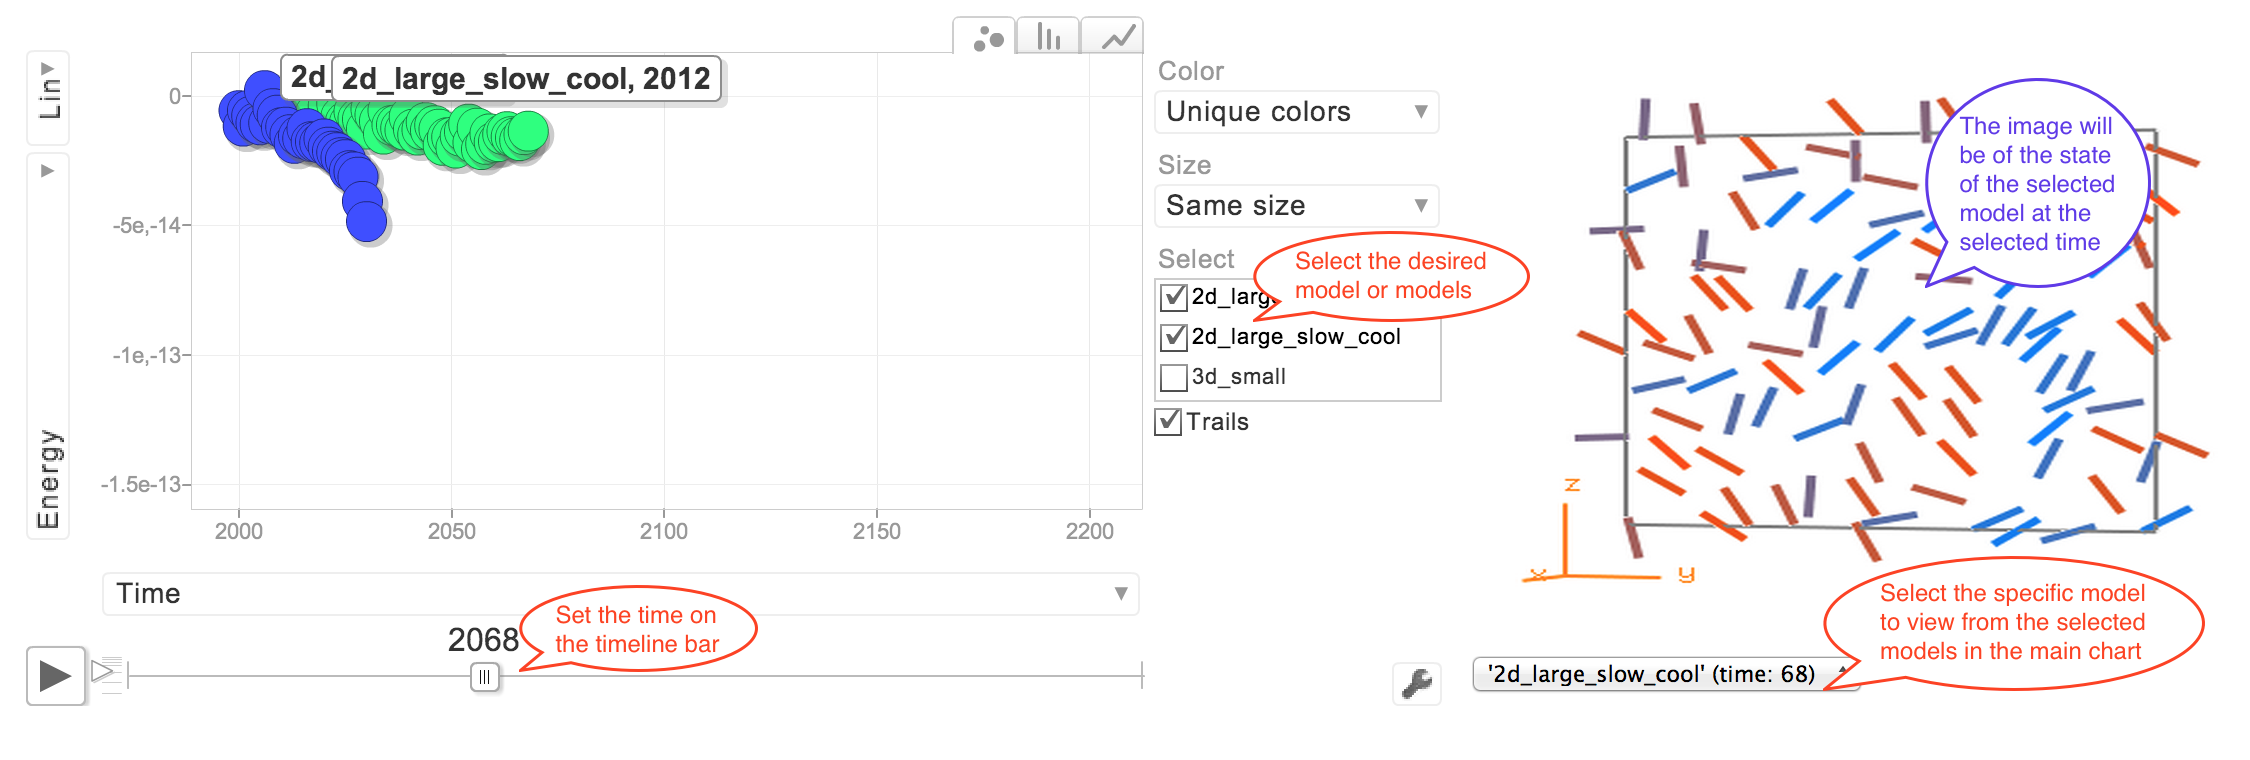 Lin
Energy
2d_
2d_large_slow_cool, 2012
0
-5e,-14
-1e,-13
-1.5e-13
2000
2050
2100
2150
2200
Time
2068
Set the time on
the timeline bar
Color
Unique colors
Size
Same size
Select
2d_larg
2d_large_slow_cool
3d_small
Trails
Select the desired
model or models
The image will
be of the state
of the selected
model at the
selected time
z
x
y
Select the specific model
to view from the selected
models in the main chart
'2d_large_slow_cool' (time: 68)